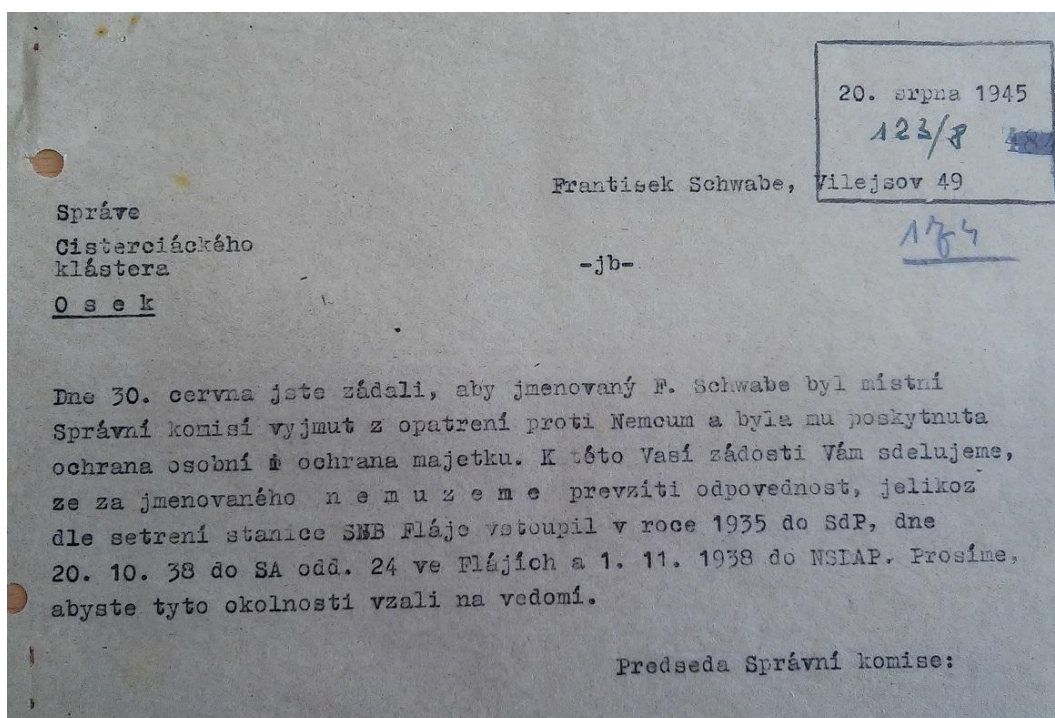 20. srpna 1945
123/8 484
František Schwabe, Vilejsov 49
174
Správe
Cisterciáckého
klástera
-jb-
O s e k
Dne 30. cervna jste zádali, aby jmenovaný F. Schwabe byl místní
Správní komisí vyjmut z opatrení proti Nemcum a byla mu poskytnuta
ochrana osobní i ochrana majetku. K této Vasí zádosti Vám sdelujeme,
ze za jmenovaného n e m u z e m e prevzíti odpovednost, jelikoz
dle setrení stanice SNB Fláje vstoupil v roce 1935 do SdP, dne
20. 10. 38 do SA odd. 24 ve Flájích a 1. 11. 1938 do NSDAP. Prosíme,
abyste tyto okolnosti vzali na vedomí.
Predseda Správní komise: